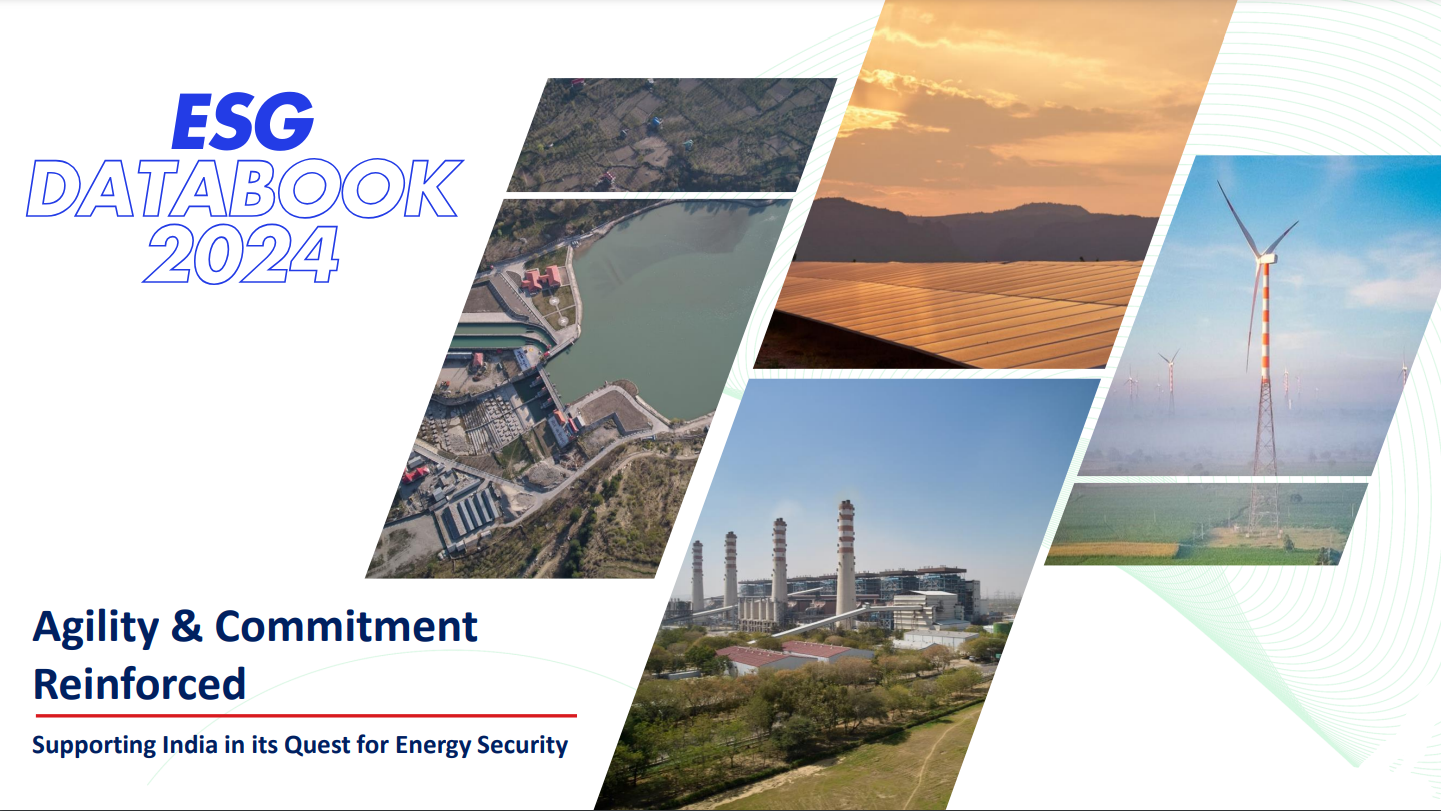 ESG
DATABOOK
2024
Agility & Commitment
Reinforced
Supporting India in its Quest for Energy Security